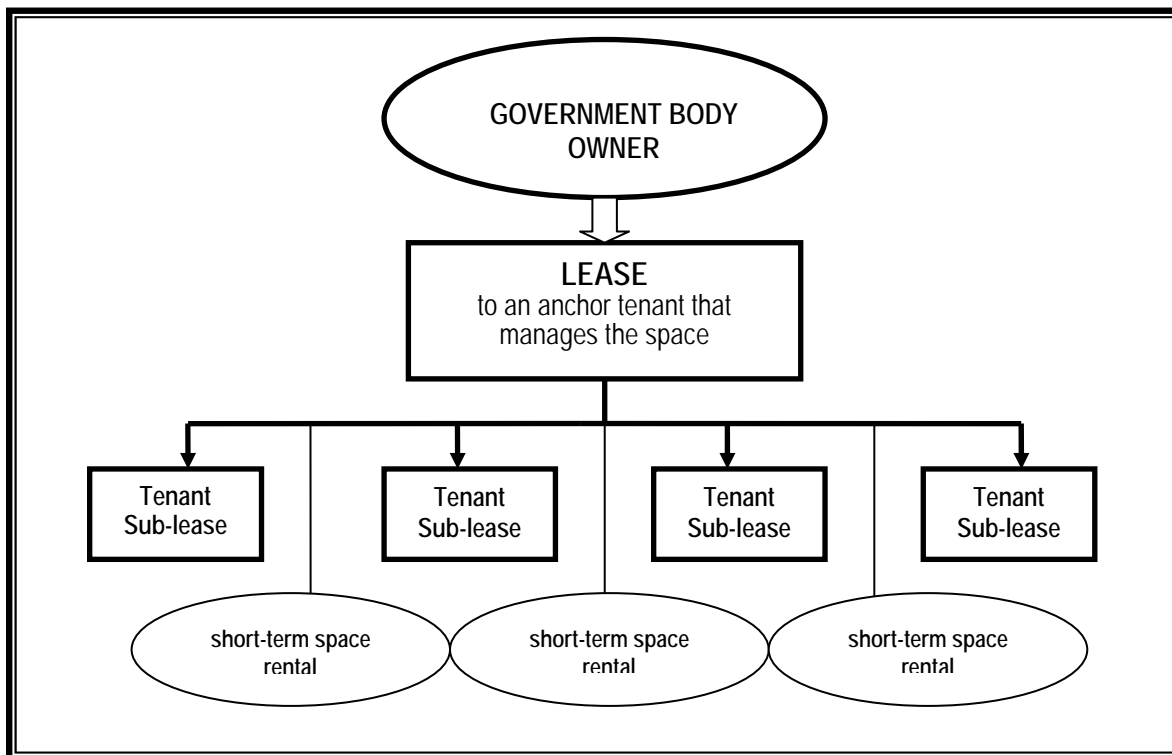 GOVERNMENT BODY
OWNER
LEASE
to an anchor tenant that
manages the space
Tenant
Sub-lease
Tenant
Sub-lease
Tenant
Sub-lease
Tenant
Sub-lease
short-term space
rental
short-term space
rental
short-term space
rental